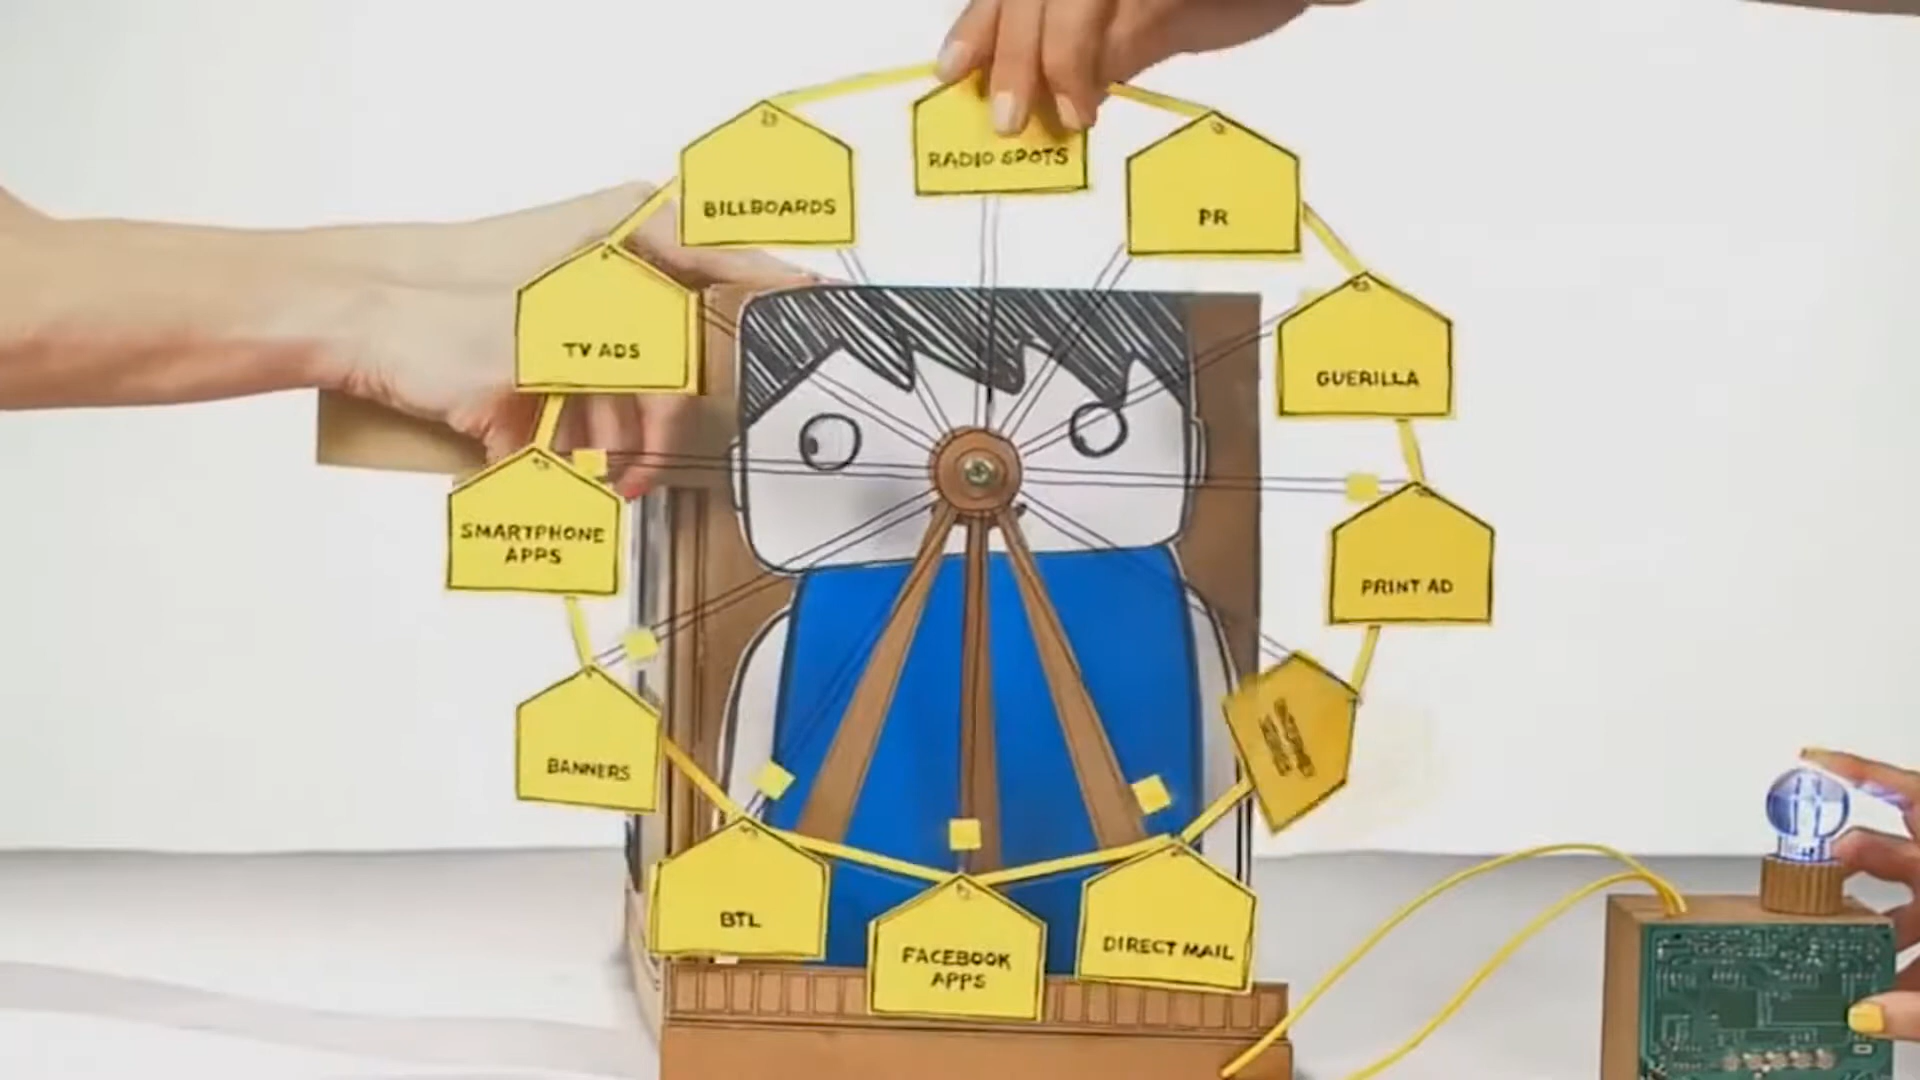 RADIO SPOTS
BILLBOARDS
PR
TV ADS
GUERILLA
SMARTPHONE
APPS
PRINT AD
BANNERS
BTL
DIRECT MAIL
FACEBOOK
APPS